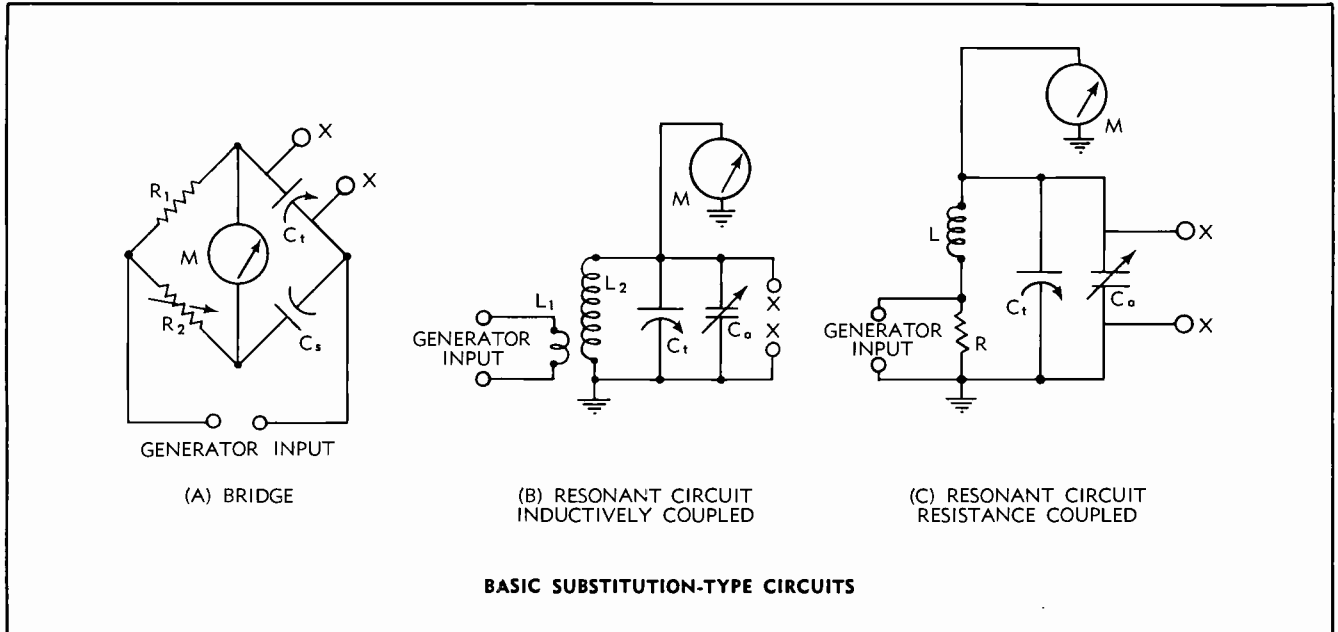 X
X
R1
Ct
M
R2
Cs
GENERATOR INPUT
(A) BRIDGE
M
L1
L2
GENERATOR
INPUT
Ct
Ca
X
X
(B) RESONANT CIRCUIT
INDUCTIVELY COUPLED
M
L
X
Ct
Ca
GENERATOR
INPUT
R
X
(C) RESONANT CIRCUIT
RESISTANCE COUPLED
BASIC SUBSTITUTION-TYPE CIRCUITS